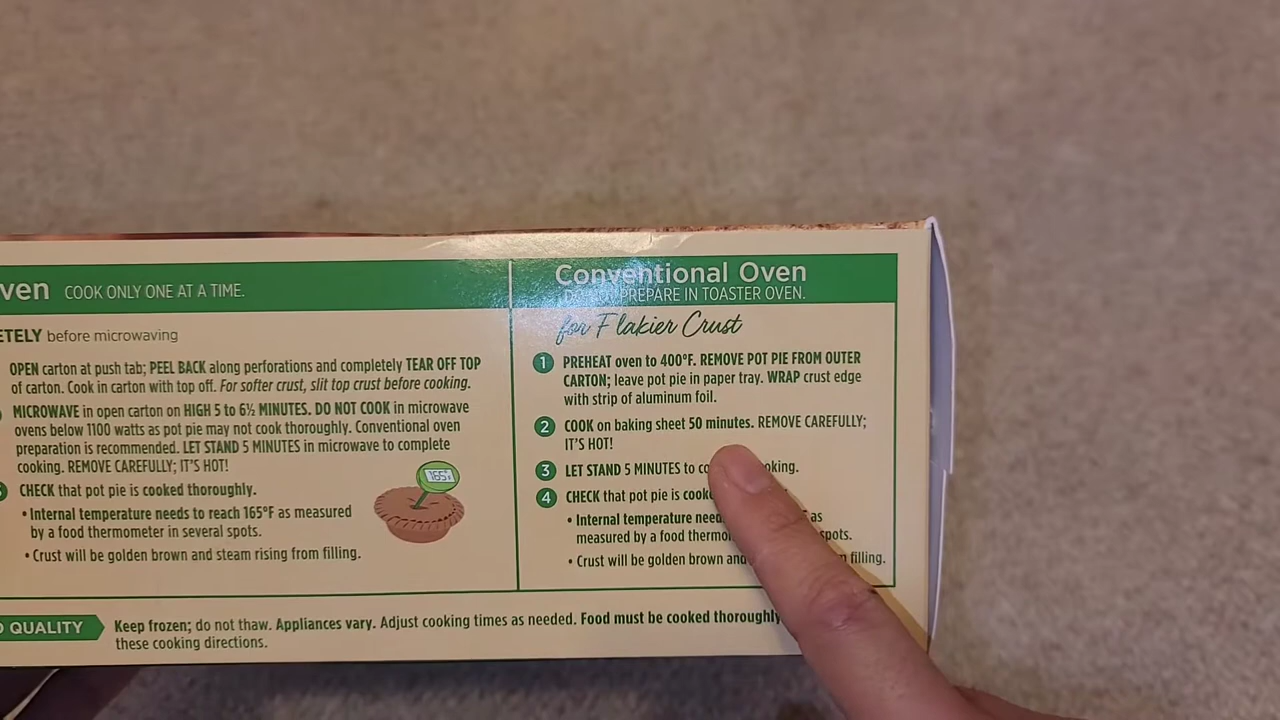 ven COOK ONLY ONE AT A TIME.
ETELY before microwaving
OPEN carton at push tab; PEEL BACK along perforations and completely TEAR OFF TOP
of carton. Cook in carton with top off. For softer crust, slit top crust before cooking.
MICROWAVE in open carton on HIGH 5 to 6½ MINUTES. DO NOT COOK in microwave
ovens below 1100 watts as pot pie may not cook thoroughly. Conventional oven
preparation is recommended. LET STAND 5 MINUTES in microwave to complete
cooking. REMOVE CAREFULLY; IT'S HOT!
CHECK that pot pie is cooked thoroughly.
• Internal temperature needs to reach 165°F as measured
by a food thermometer in several spots.
• Crust will be golden brown and steam rising from filling.
165°F
Conventional Oven
PREPARE IN TOASTER OVEN.
for Flakier Crust
1 PREHEAT oven to 400°F. REMOVE POT PIE FROM OUTER
CARTON; leave pot pie in paper tray. WRAP crust edge
with strip of aluminum foil.
2 COOK on baking sheet 50 minutes. REMOVE CAREFULLY;
IT'S HOT!
3 LET STAND 5 MINUTES to co oking.
4 CHECK that pot pie is cook
• Internal temperature need as
measured by a food thermo spots.
• Crust will be golden brown and filling.
QUALITY
Keep frozen; do not thaw. Appliances vary. Adjust cooking times as needed. Food must be cooked thoroughly
these cooking directions.